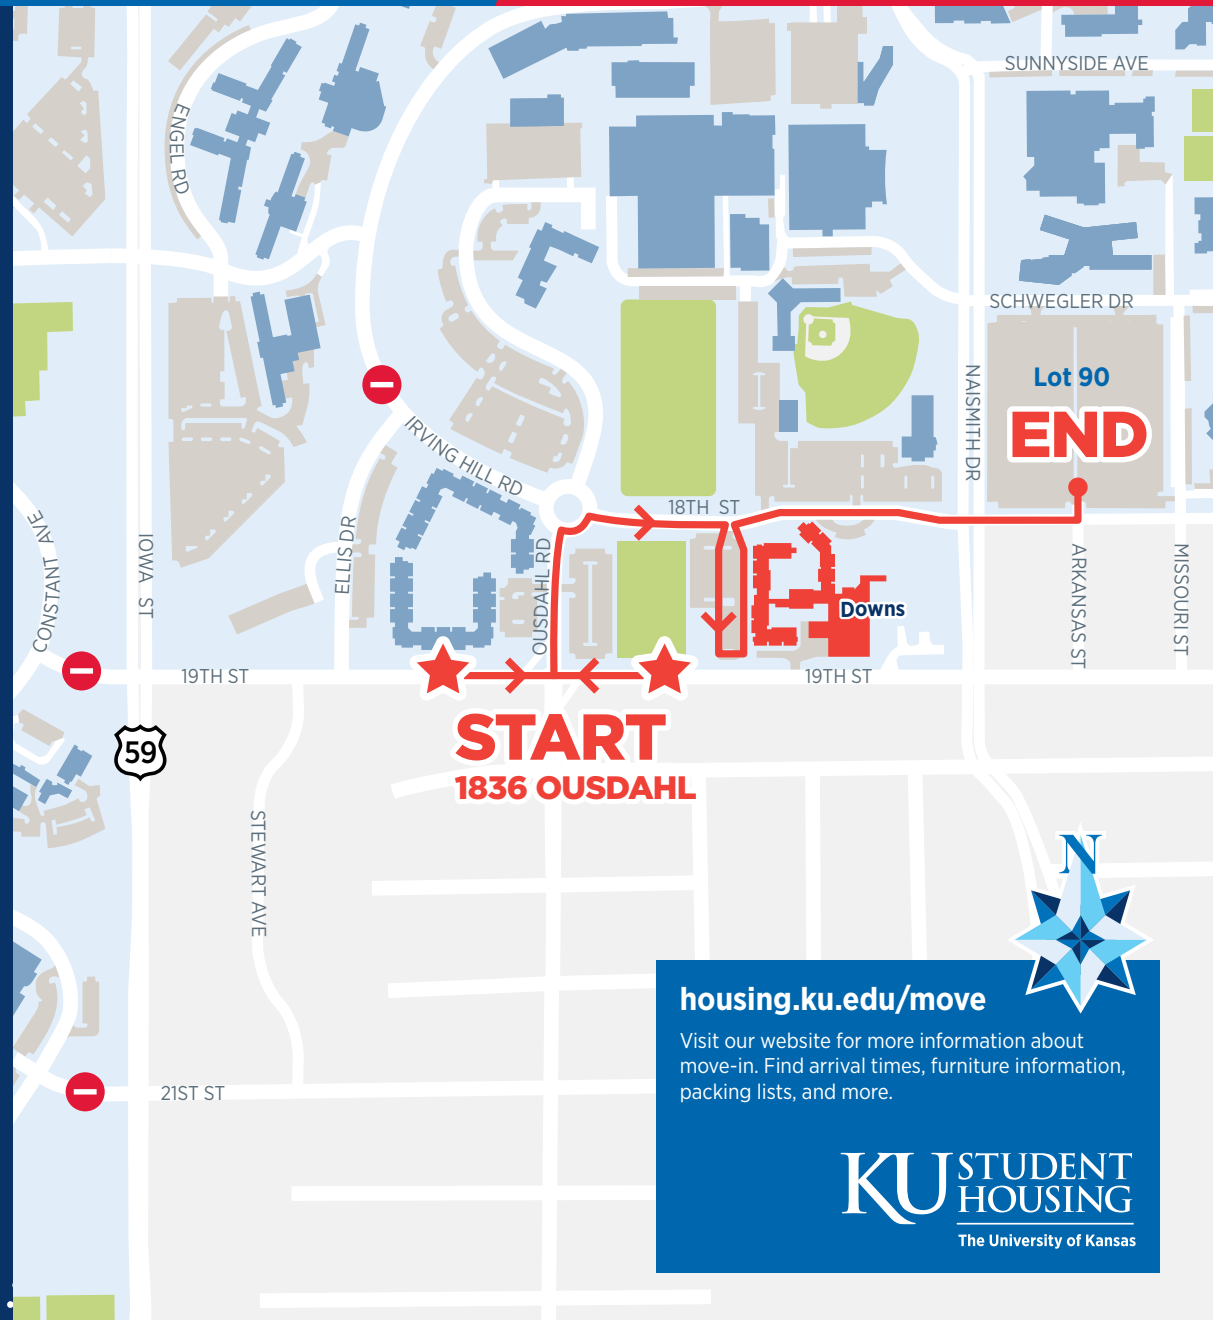 SUNNYSIDE AVE
ENGEL RD
SCHWEGLER DR
Lot 90
END
NAISMITH DR
IRVING HILL RD
18TH ST
CONSTANT AVE
IOWA ST
ELLIS DR
OUSDAHL RD
Downs
ARKANSAS ST
MISSOURI ST
19TH ST
19TH ST
START
1836 OUSDAHL
59
STEWART AVE
N
21ST ST
housing.ku.edu/move
Visit our website for more information about
move-in. Find arrival times, furniture information,
packing lists, and more.
KU STUDENT
HOUSING
The University of Kansas